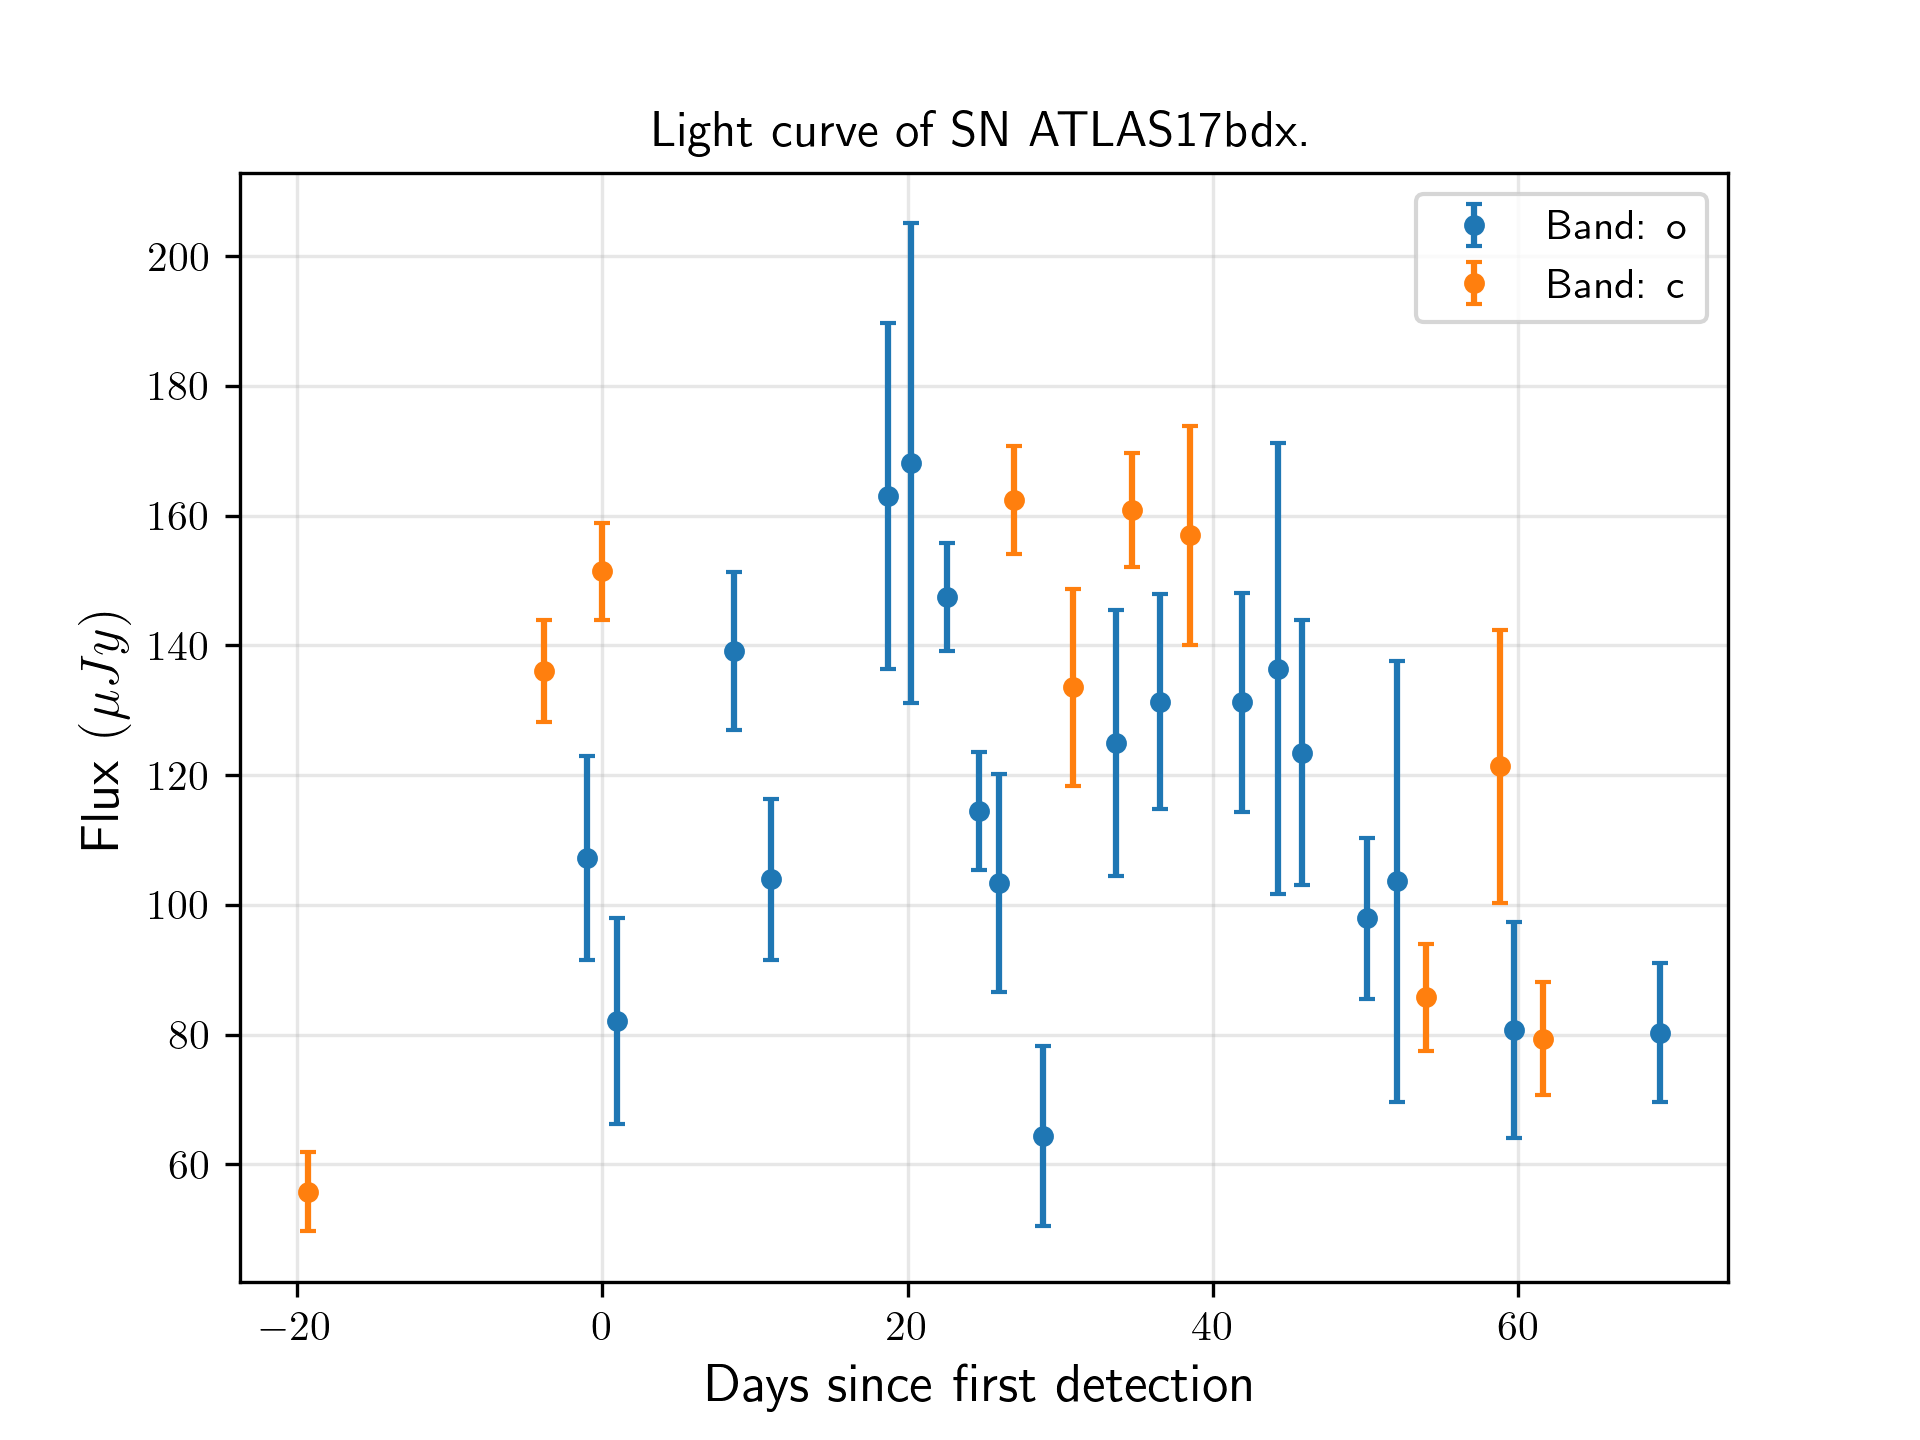 Light curve of SN ATLAS17bdx.
Band: o
Band: c
200
180
160
140
120
100
80
60
Flux (μJy)
−20 0 20 40 60
Days since first detection